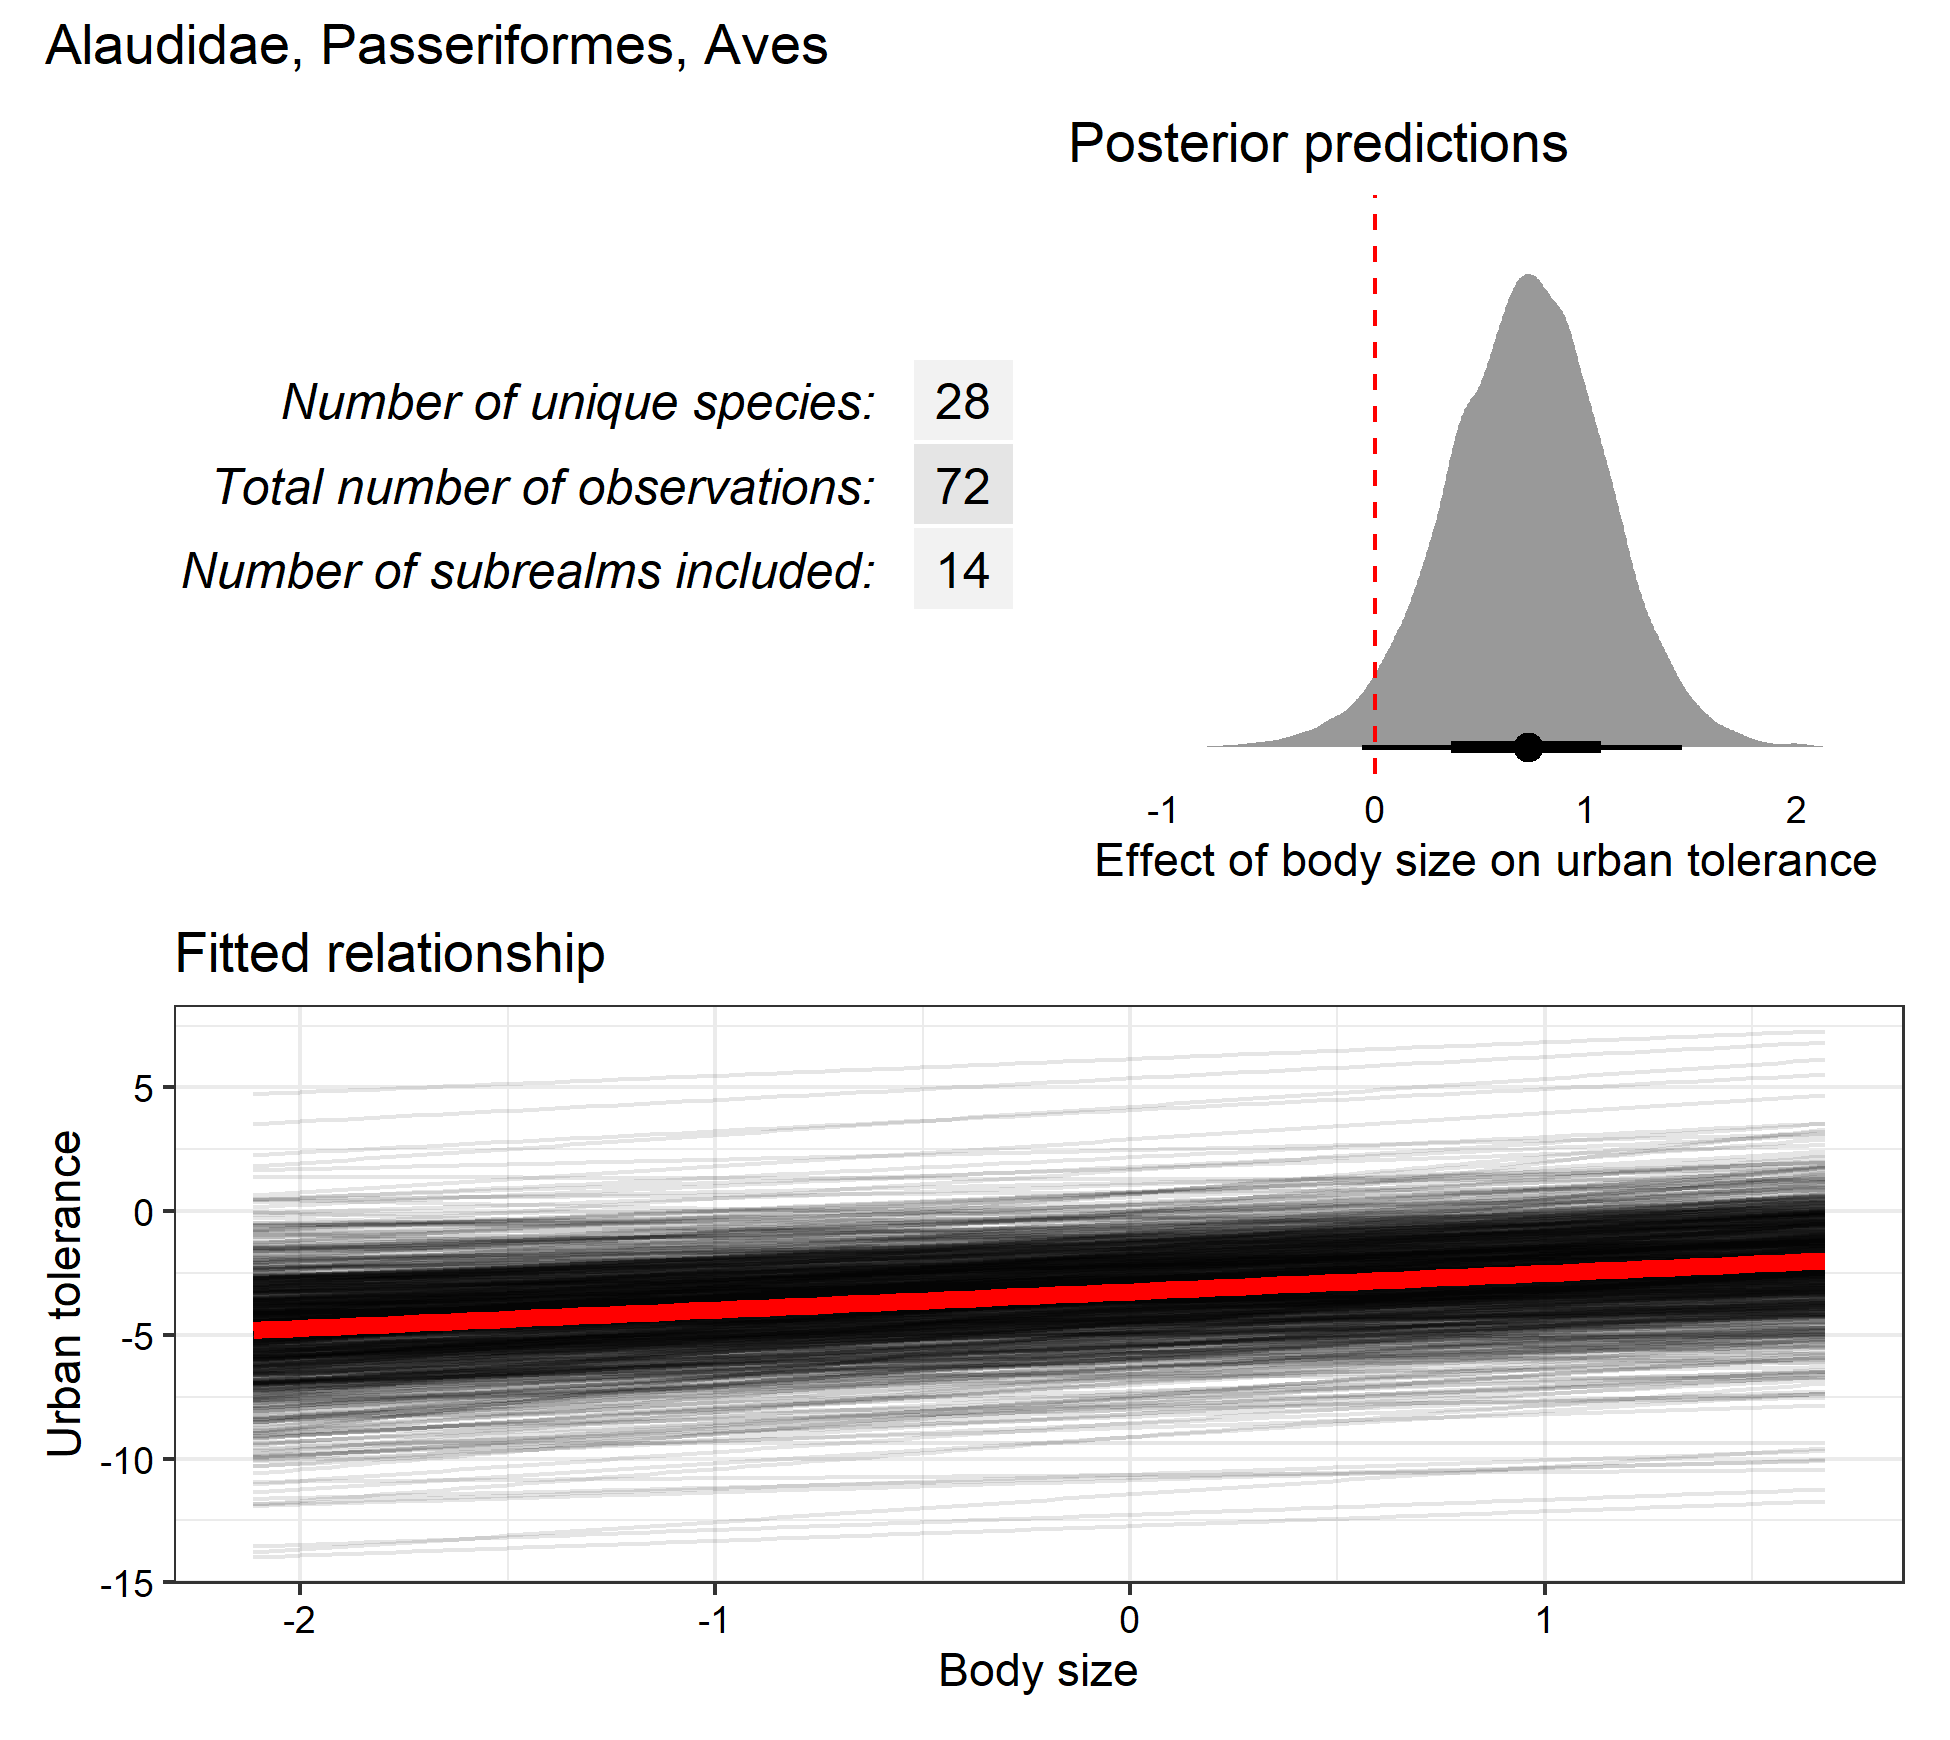 Alaudidae, Passeriformes, Aves
Posterior predictions
Number of unique species: 28
Total number of observations: 72
Number of subrealms included: 14
-1 0 1 2
Effect of body size on urban tolerance
Fitted relationship
Urban tolerance
5
0
-5
-10
-15
-2 -1 0 1
Body size